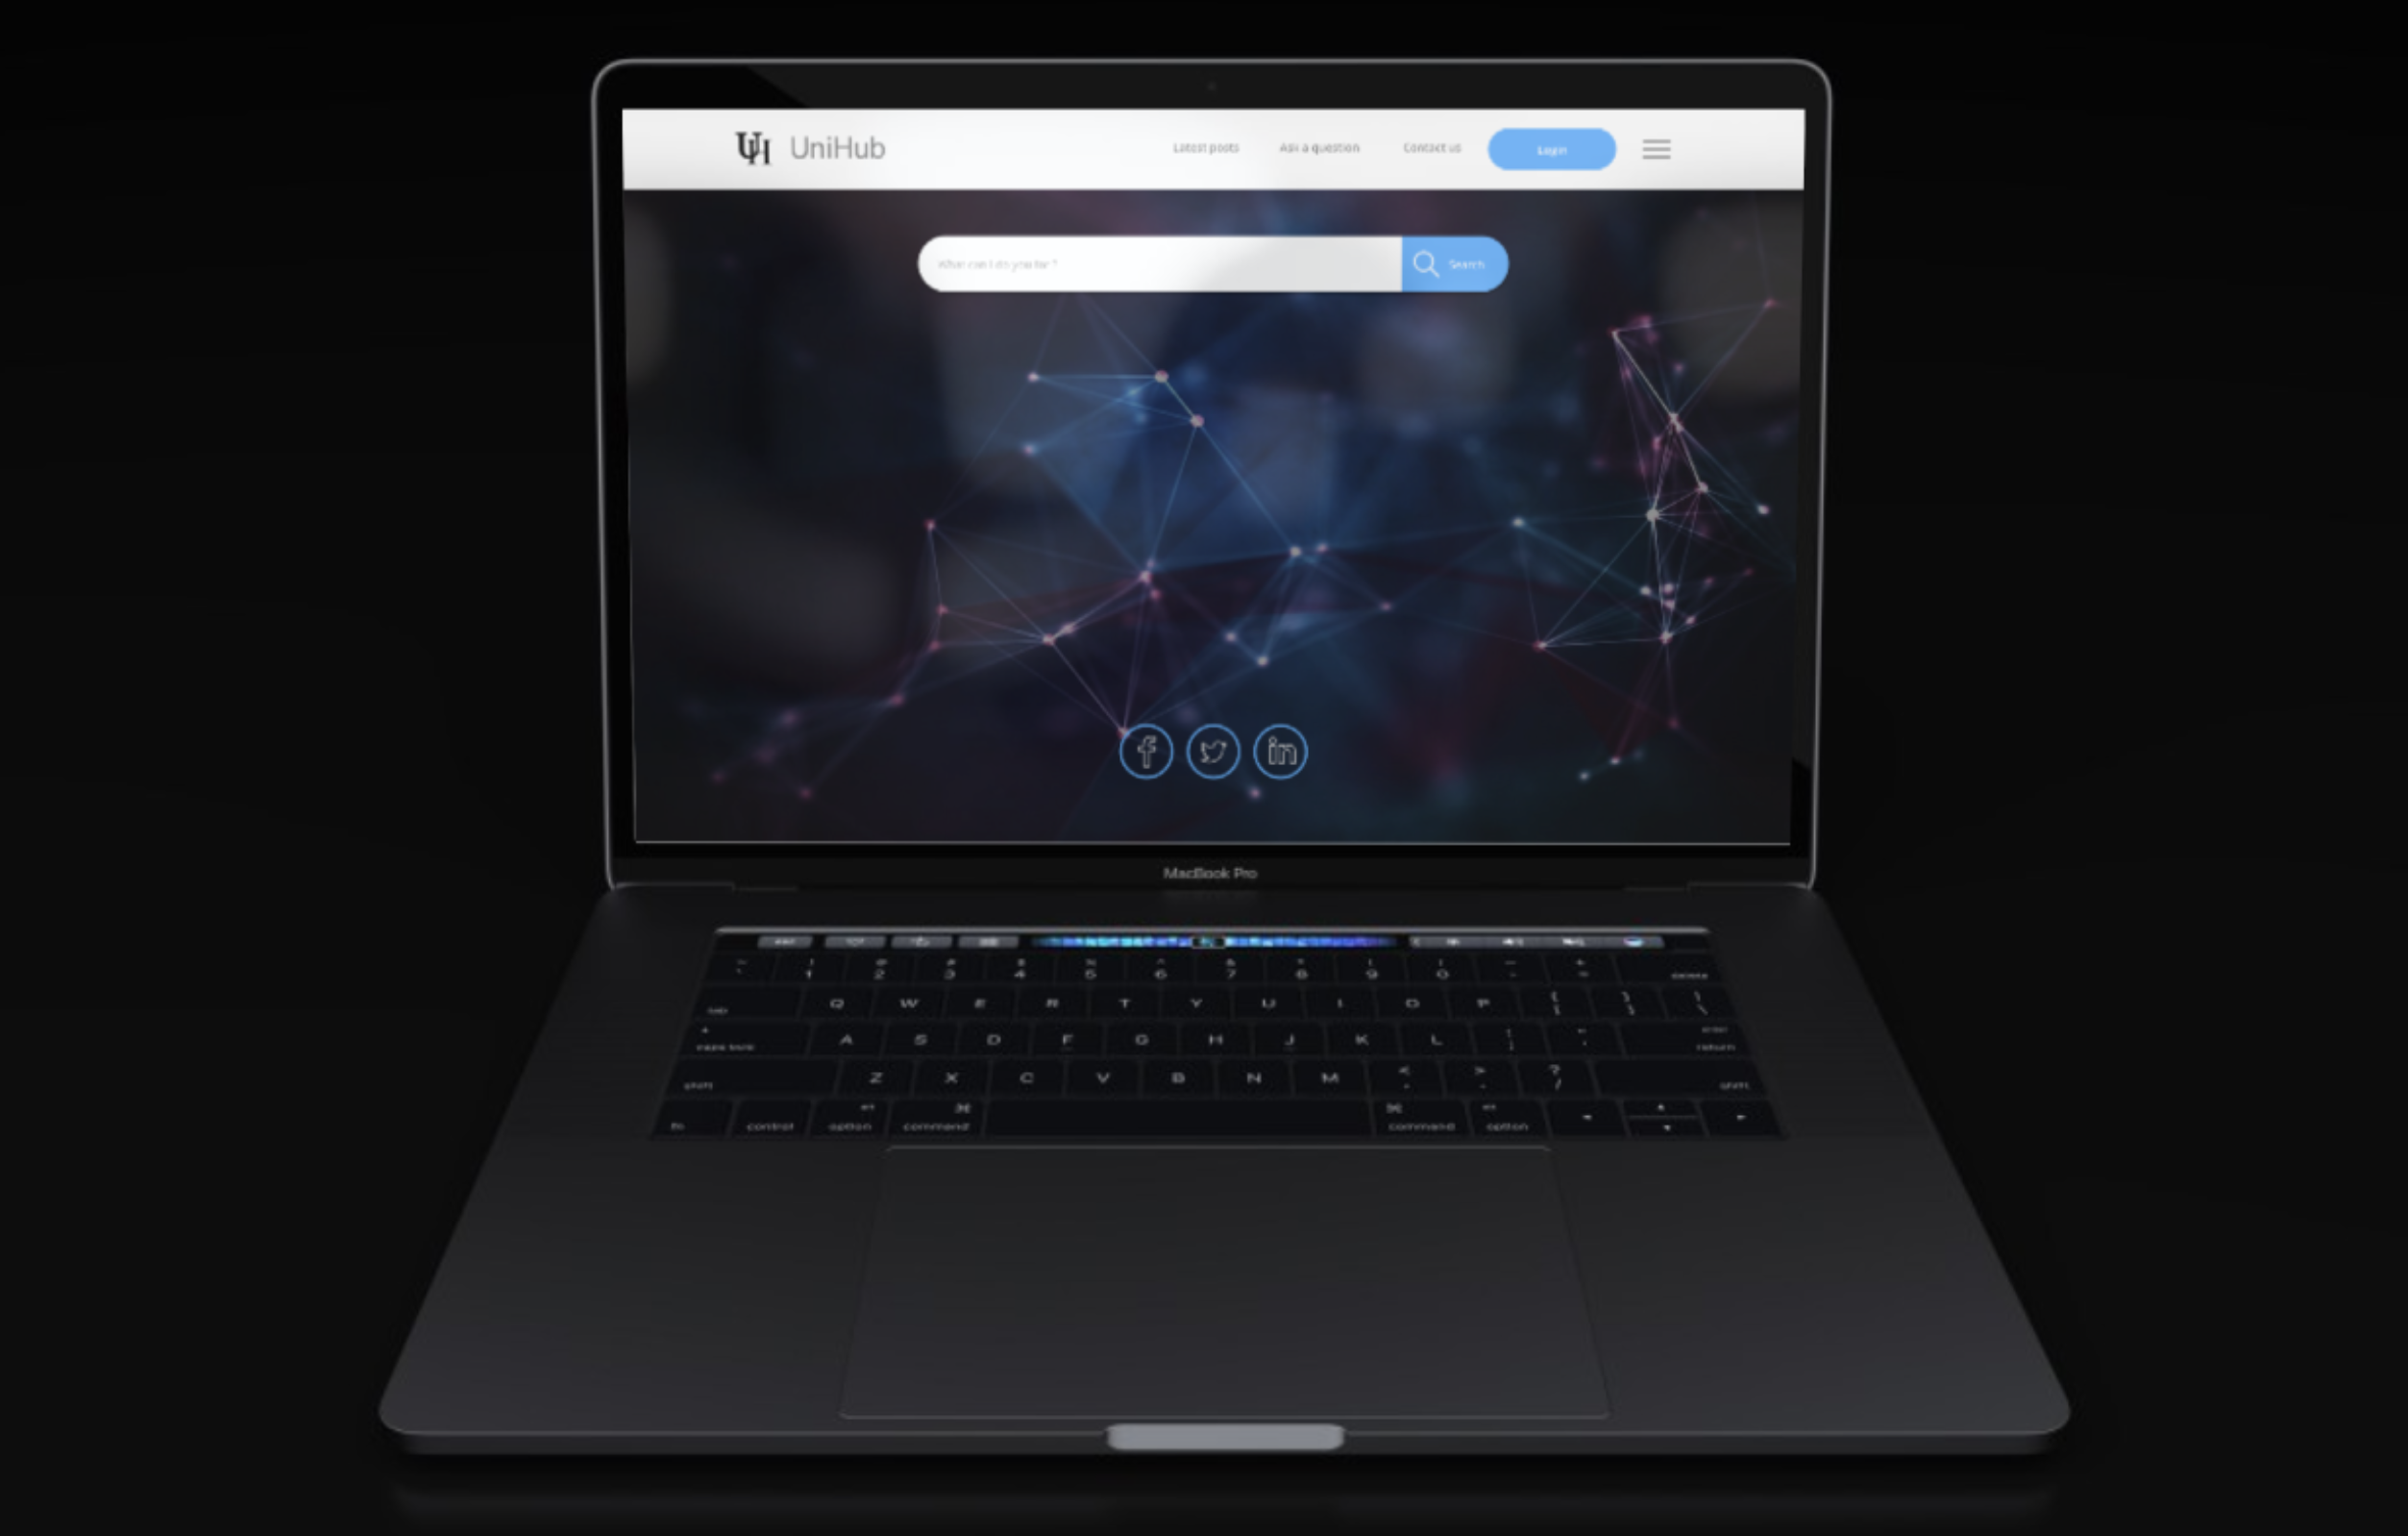 UH UniHub Latest posts Ask a question Contact us Login
What can I do you for ? Search
f in
MacBook Pro
esc
! @ # $ % ^ & * ( )
1 2 3 4 5 6 7 8 9 0 delete
tab Q W E R T Y U I O P { [ } ] | \
caps lock A S D F G H J K L enter
return
shift Z X C V B N M < > ? / shift
fn control option command command option